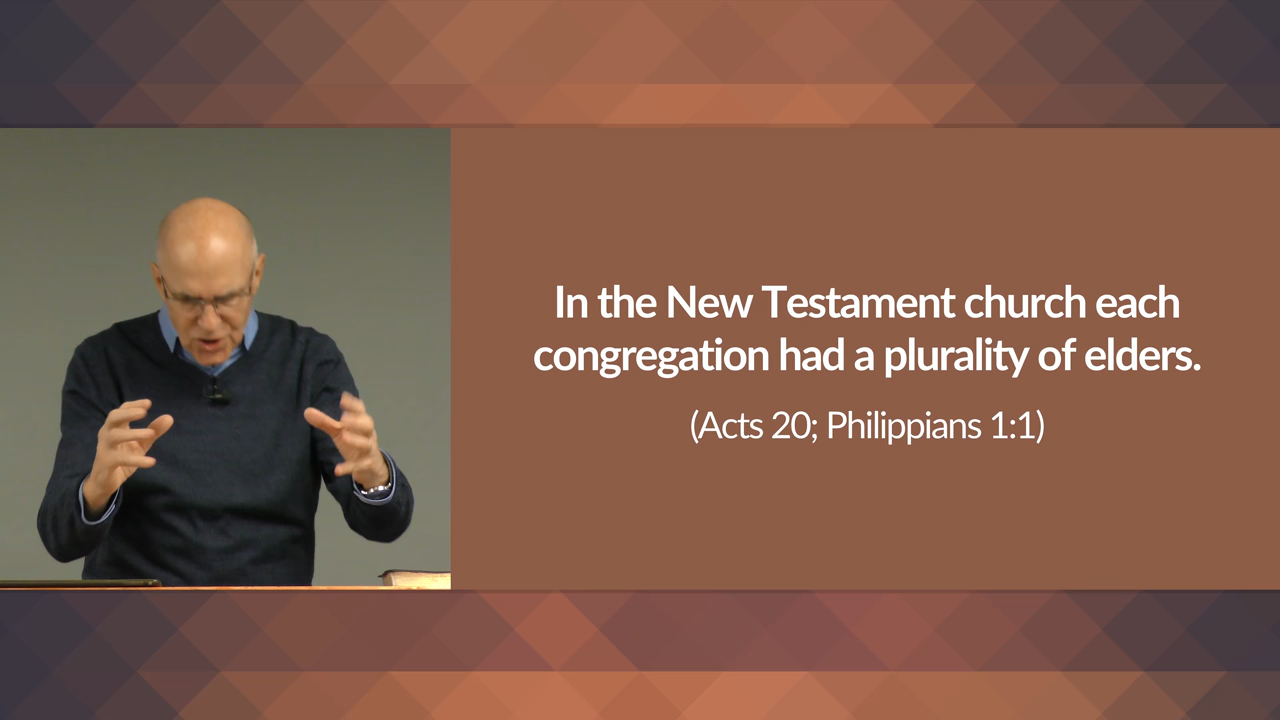 In the New Testament church each
congregation had a plurality of elders.
(Acts 20; Philippians 1:1)